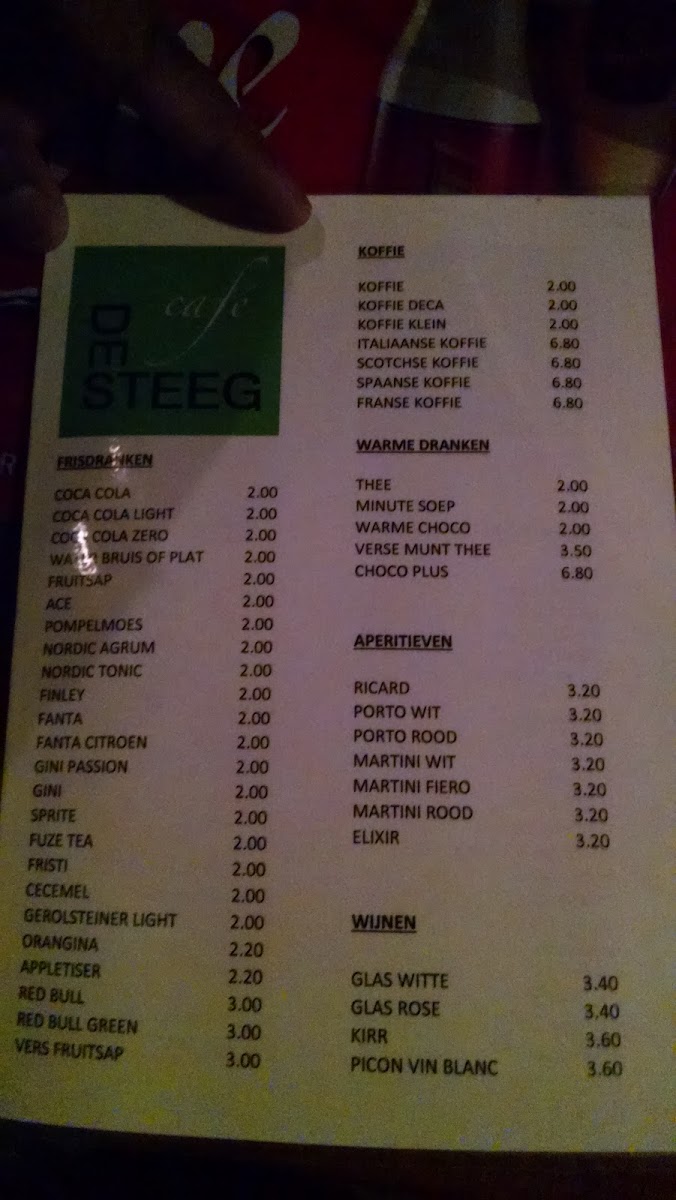 cafe
DE
STEEG
FRISDRANKEN
COCA COLA 2.00
COCA COLA LIGHT 2.00
COCA COLA ZERO 2.00
WATER BRUIS OF PLAT 2.00
FRUITSAP 2.00
ACE 2.00
POMPELMOES 2.00
NORDIC AGRUM 2.00
NORDIC TONIC 2.00
FINLEY 2.00
FANTA 2.00
FANTA CITROEN 2.00
GINI PASSION 2.00
GINI 2.00
SPRITE 2.00
FUZE TEA 2.00
FRISTI 2.00
CECEMEL 2.00
GEROLSTEINER LIGHT 2.00
ORANGINA 2.20
APPLETISER 2.20
RED BULL 3.00
RED BULL GREEN 3.00
VERS FRUITSAP 3.00
KOFFIE
KOFFIE 2.00
KOFFIE DECA 2.00
KOFFIE KLEIN 2.00
ITALIAANSE KOFFIE 6.80
SCOTCHSE KOFFIE 6.80
SPAANSE KOFFIE 6.80
FRANSE KOFFIE 6.80
WARME DRANKEN
THEE 2.00
MINUTE SOEP 2.00
WARME CHOCO 2.00
VERSE MUNT THEE 3.50
CHOCO PLUS 6.80
APERITIEVEN
RICARD 3.20
PORTO WIT 3.20
PORTO ROOD 3.20
MARTINI WIT 3.20
MARTINI FIERO 3.20
MARTINI ROOD 3.20
ELIXIR 3.20
WIJNEN
GLAS WITTE 3.40
GLAS ROSE 3.40
KIRR 3.60
PICON VIN BLANC 3.60